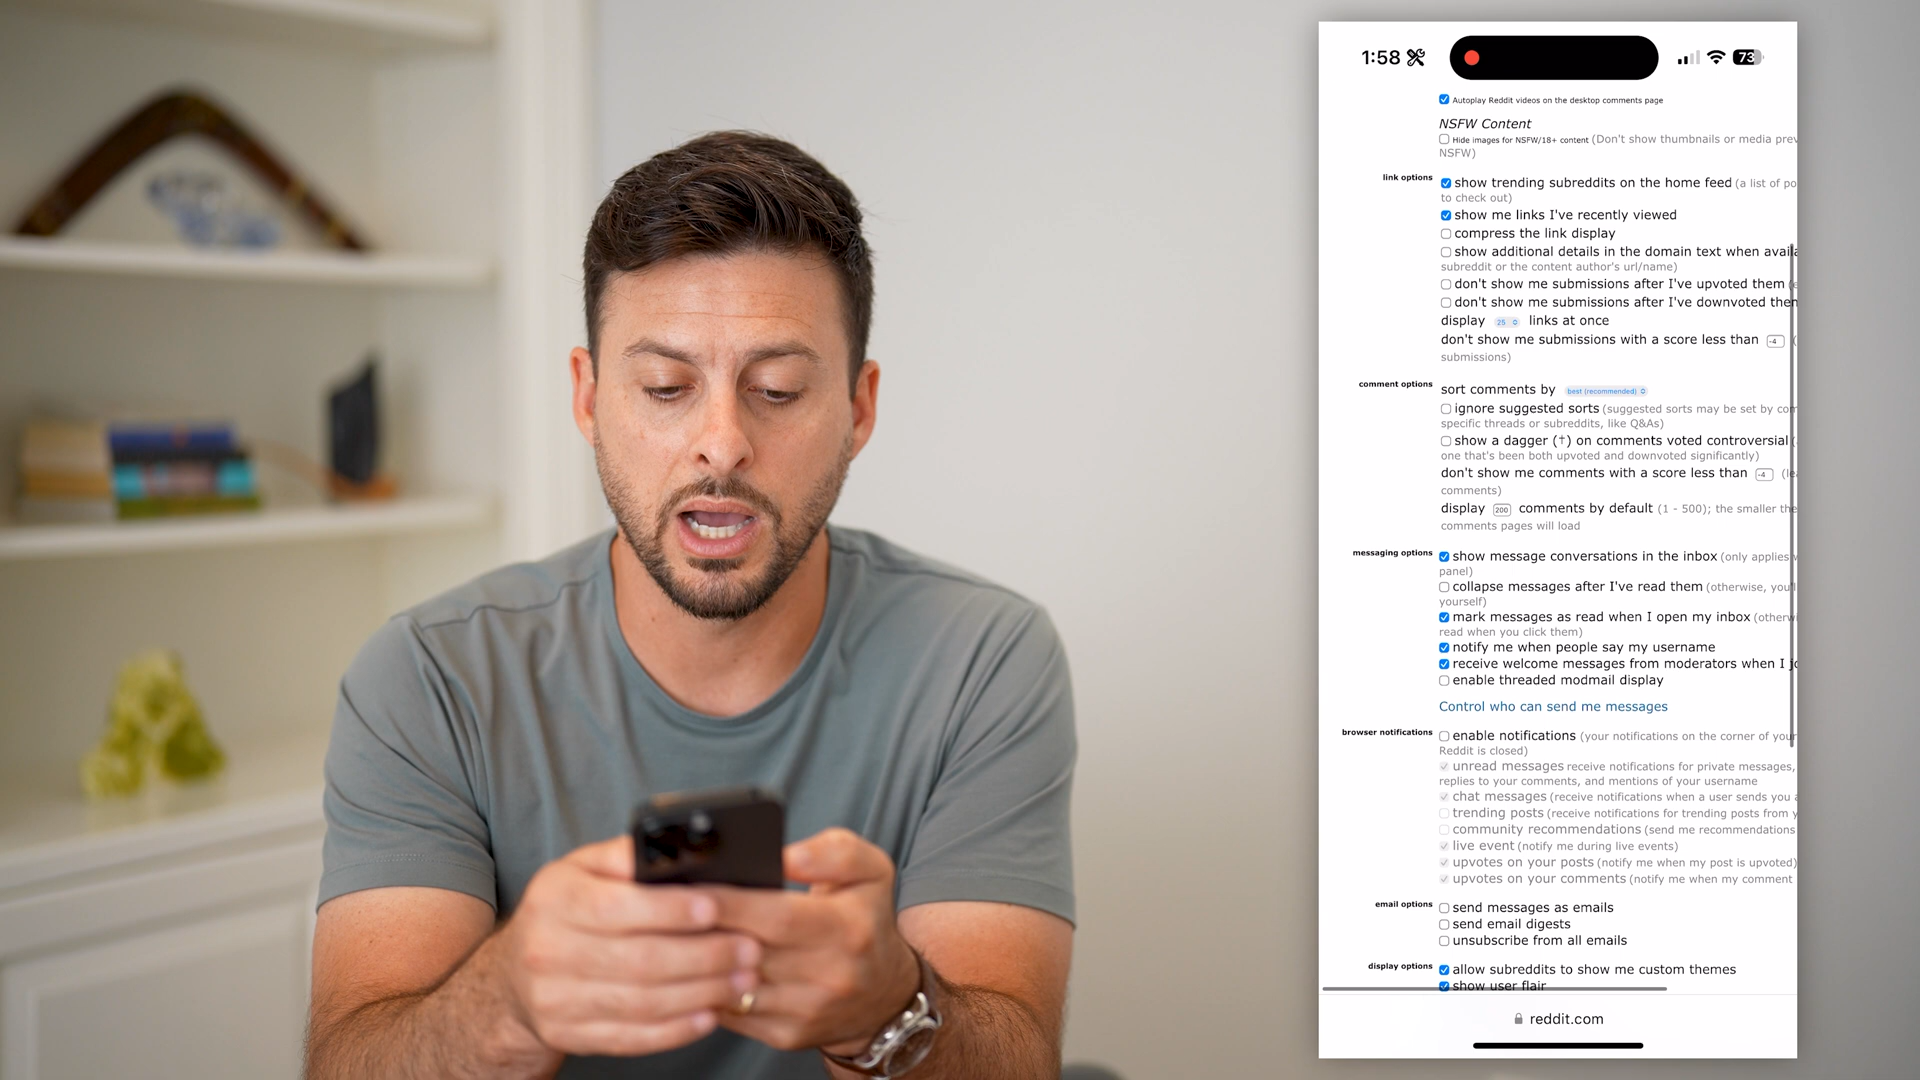 1:58
73
Autoplay Reddit videos on the desktop comments page
NSFW Content
Hide images for NSFW/18+ content (Don't show thumbnails or media prev
NSFW)
link options
show trending subreddits on the home feed (a list of po
to check out)
show me links I've recently viewed
compress the link display
show additional details in the domain text when availa
subreddit or the content author's url/name)
don't show me submissions after I've upvoted them (
don't show me submissions after I've downvoted them
display 25 links at once
don't show me submissions with a score less than -4 (
submissions)
comment options
sort comments by best (recommended)
ignore suggested sorts (suggested sorts may be set by com
specific threads or subreddits, like Q&As)
show a dagger (†) on comments voted controversial (
one that's been both upvoted and downvoted significantly)
don't show me comments with a score less than -4 (le
comments)
display 200 comments by default (1 - 500); the smaller the
comments pages will load
messaging options
show message conversations in the inbox (only applies w
panel)
collapse messages after I've read them (otherwise, you'l
yourself)
mark messages as read when I open my inbox (otherwi
read when you click them)
notify me when people say my username
receive welcome messages from moderators when I jo
enable threaded modmail display
Control who can send me messages
browser notifications
enable notifications (your notifications on the corner of your
Reddit is closed)
unread messages receive notifications for private messages,
replies to your comments, and mentions of your username
chat messages (receive notifications when a user sends you a
trending posts (receive notifications for trending posts from y
community recommendations (send me recommendations
live event (notify me during live events)
upvotes on your posts (notify me when my post is upvoted)
upvotes on your comments (notify me when my comment
email options
send messages as emails
send email digests
unsubscribe from all emails
display options
allow subreddits to show me custom themes
show user flair
reddit.com